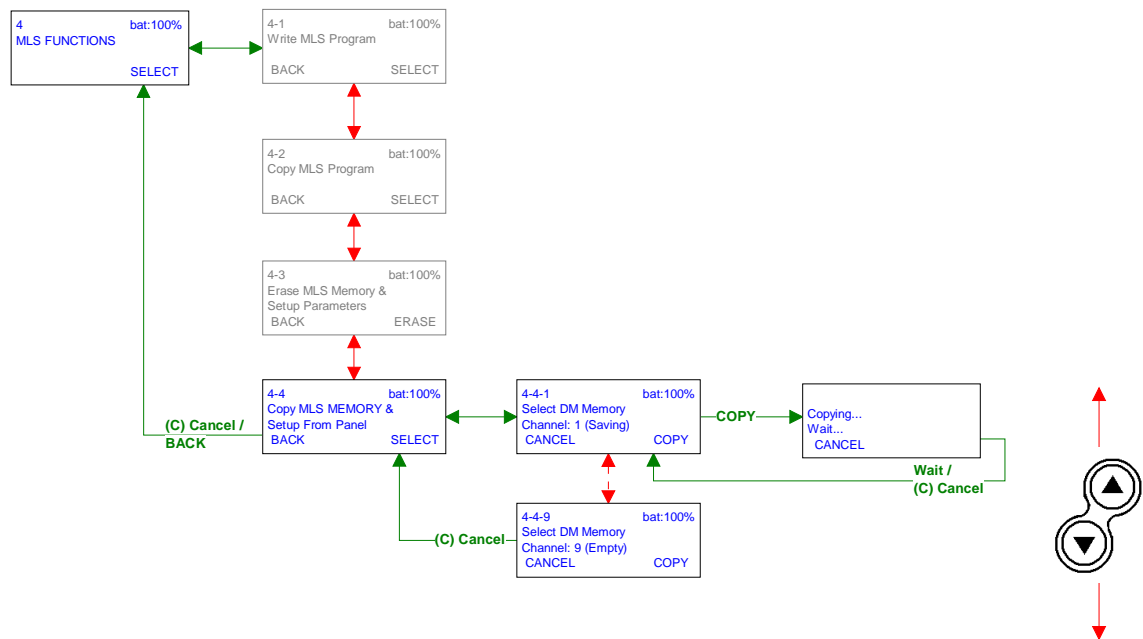 4 bat:100%
MLS FUNCTIONS
SELECT
4-1 bat:100%
Write MLS Program
BACK SELECT
4-2 bat:100%
Copy MLS Program
BACK SELECT
4-3 bat:100%
Erase MLS Memory &
Setup Parameters
BACK ERASE
4-4 bat:100%
Copy MLS MEMORY &
Setup From Panel
BACK SELECT
(C) Cancel /
BACK
4-4-1 bat:100%
Select DM Memory
Channel: 1 (Saving)
CANCEL COPY
COPY
Copying...
Wait...
CANCEL
Wait /
(C) Cancel
4-4-9 bat:100%
Select DM Memory
Channel: 9 (Empty)
CANCEL COPY
(C) Cancel